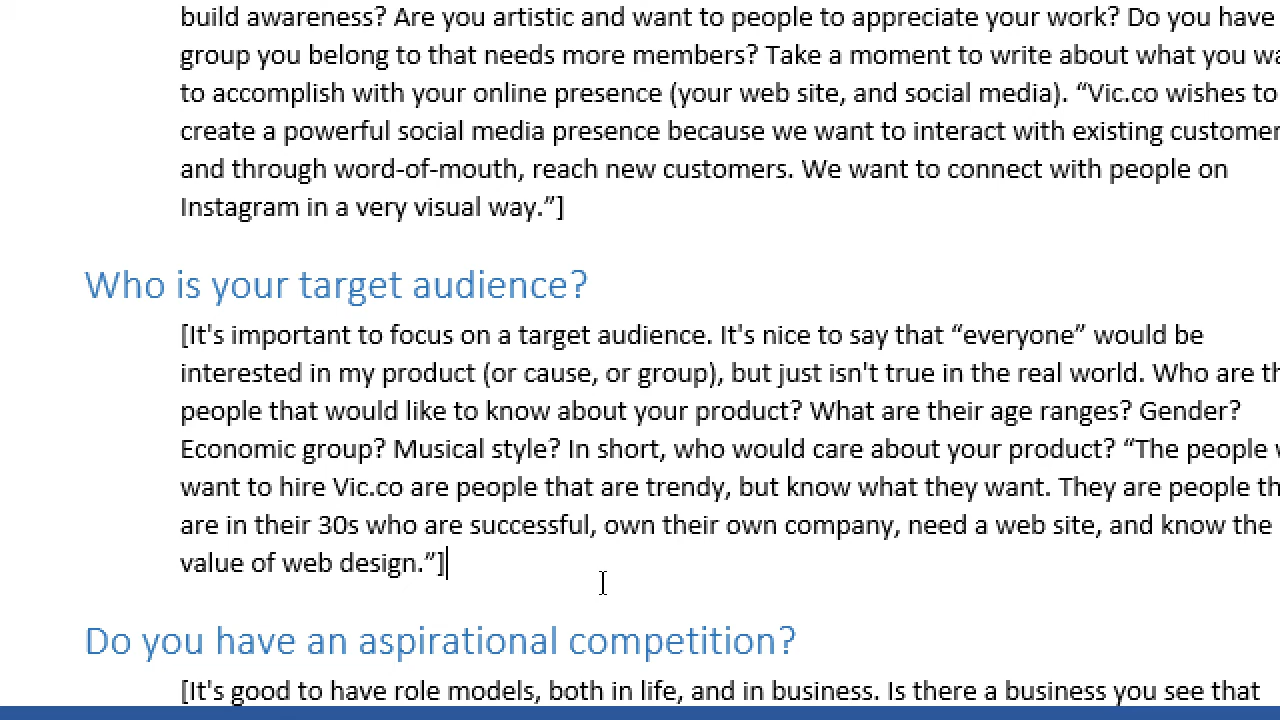 build awareness? Are you artistic and want to people to appreciate your work? Do you have
group you belong to that needs more members? Take a moment to write about what you
to accomplish with your online presence (your web site, and social media). “Vic.co wishes to
create a powerful social media presence because we want to interact with existing
and through word-of-mouth, reach new customers. We want to connect with people on
Instagram in a very visual way.”]
Who is your target audience?
[It's important to focus on a target audience. It's nice to say that “everyone” would be
interested in my product (or cause, or group), but just isn't true in the real world. Who are
people that would like to know about your product? What are their age ranges? Gender?
Economic group? Musical style? In short, who would care about your product? “The people
want to hire Vic.co are people that are trendy, but know what they want. They are people
are in their 30s who are successful, own their own company, need a web site, and know the
value of web design.”]
Do you have an aspirational competition?
[It's good to have role models, both in life, and in business. Is there a business you see that